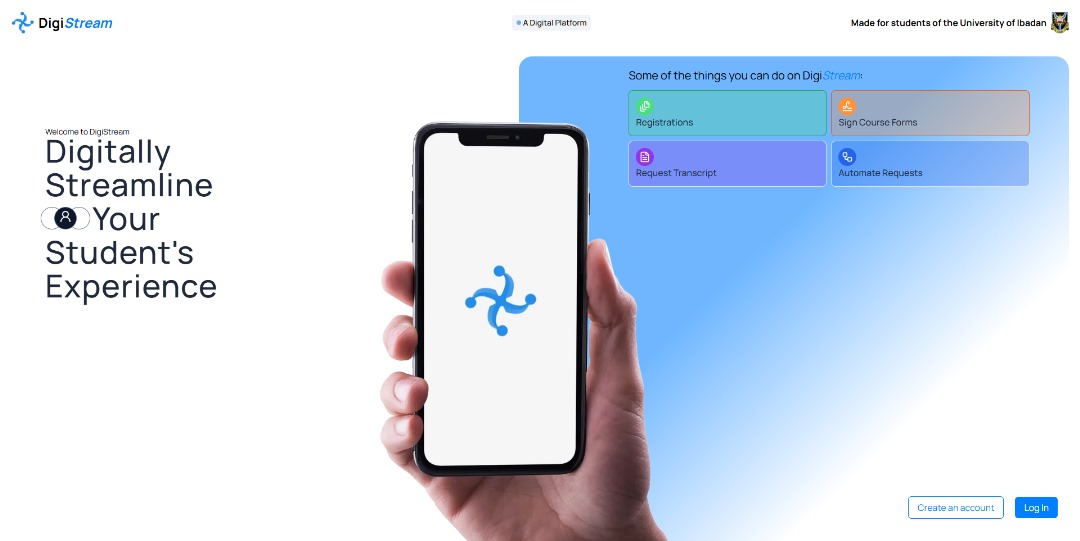 DigiStream
A Digital Platform
Made for students of the University of Ibadan
Welcome to DigiStream
Digitally
Streamline
Your
Student's
Experience
Some of the things you can do on DigiStream:
Registrations
Sign Course Forms
Request Transcript
Automate Requests
Create an account
Log In